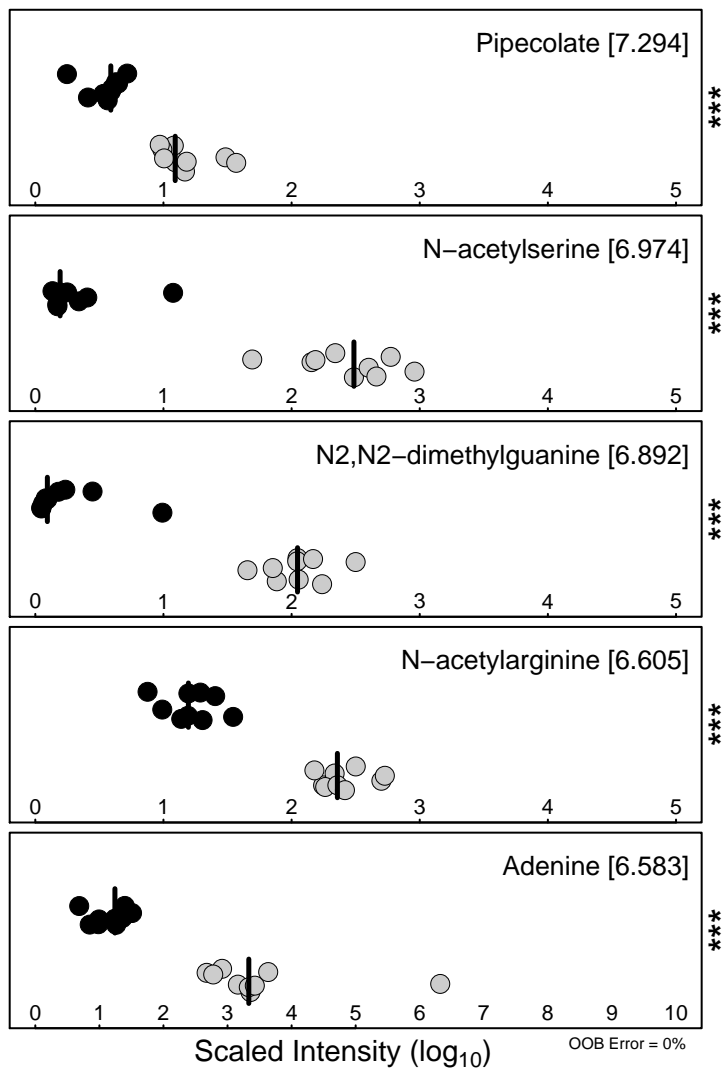 Pipecolate [7.294]
***
0 1 2 3 4 5
N−acetylserine [6.974]
***
0 1 2 3 4 5
N2,N2−dimethylguanine [6.892]
***
0 1 2 3 4 5
N−acetylarginine [6.605]
***
0 1 2 3 4 5
Adenine [6.583]
***
0 1 2 3 4 5 6 7 8 9 10
Scaled Intensity (log10)
OOB Error = 0%